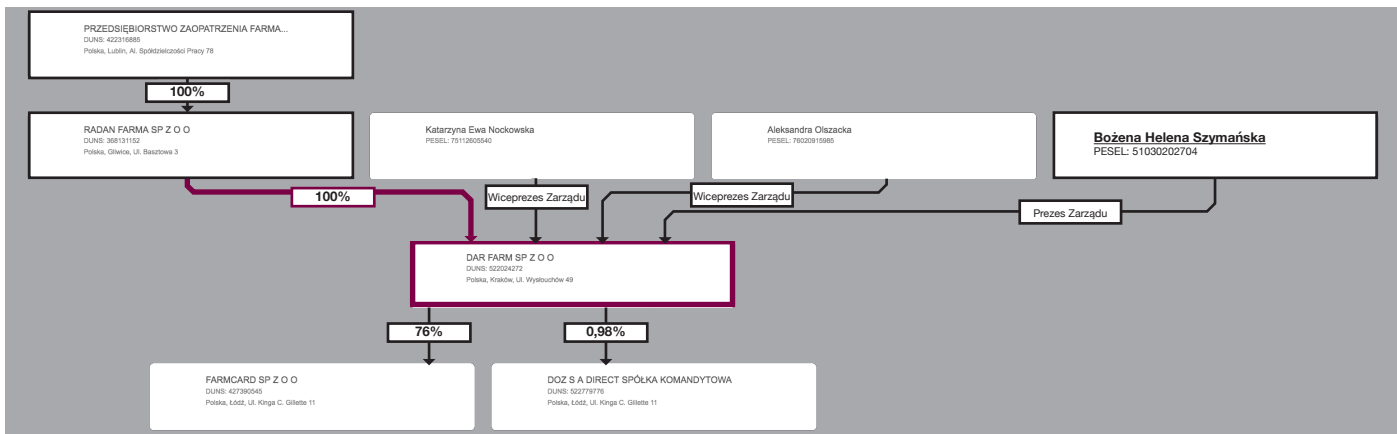 PRZEDSIĘBIORSTWO ZAOPATRZENIA FARMA...
DUNS: 422316885
Polska, Lublin, Al. Spółdzielczości Pracy 78
100%
RADAN FARMA SP Z O O
DUNS: 368131152
Polska, Gliwice, Ul. Basztowa 3
Katarzyna Ewa Nockowska
PESEL: 75112605540
Aleksandra Olszacka
PESEL: 76020915985
Bożena Helena Szymańska
PESEL: 51030202704
100%
Wiceprezes Zarządu
Wiceprezes Zarządu
Prezes Zarządu
DAR FARM SP Z O O
DUNS: 522024272
Polska, Kraków, Ul. Wysłouchów 49
76%
0,98%
FARMCARD SP Z O O
DUNS: 427390545
Polska, Łódź, Ul. Kinga C. Gillette 11
DOZ S A DIRECT SPÓŁKA KOMANDYTOWA
DUNS: 522779776
Polska, Łódź, Ul. Kinga C. Gillette 11